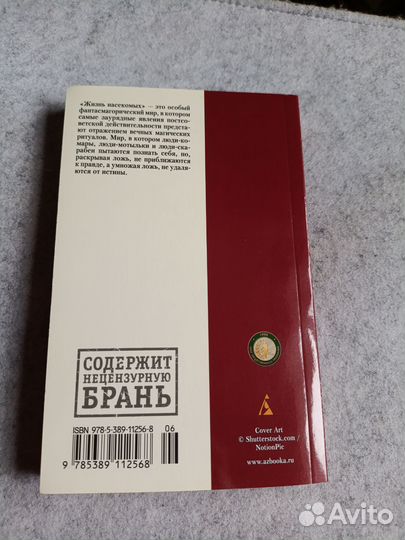 «Жизнь насекомых» — это особый
фантасмагорический мир, в котором
самые заурядные явления постсо-
ветской действительности предста-
ют отражением вечных магических
ритуалов. Мир, в котором люди-ко-
мары, люди-мотыльки и люди-ска-
рабеи пытаются познать себя, но,
раскрывая ложь, не приближаются
к правде, а умножая ложь, не удаля-
ются от истины.
СОДЕРЖИТ
НЕЦЕНЗУРНУЮ
БРАНЬ
ISBN 978-5-389-11256-8
06
9 785389 112568
Cover Art
© Shutterstock.com /
NotionPic
www.azbooka.ru
Avito